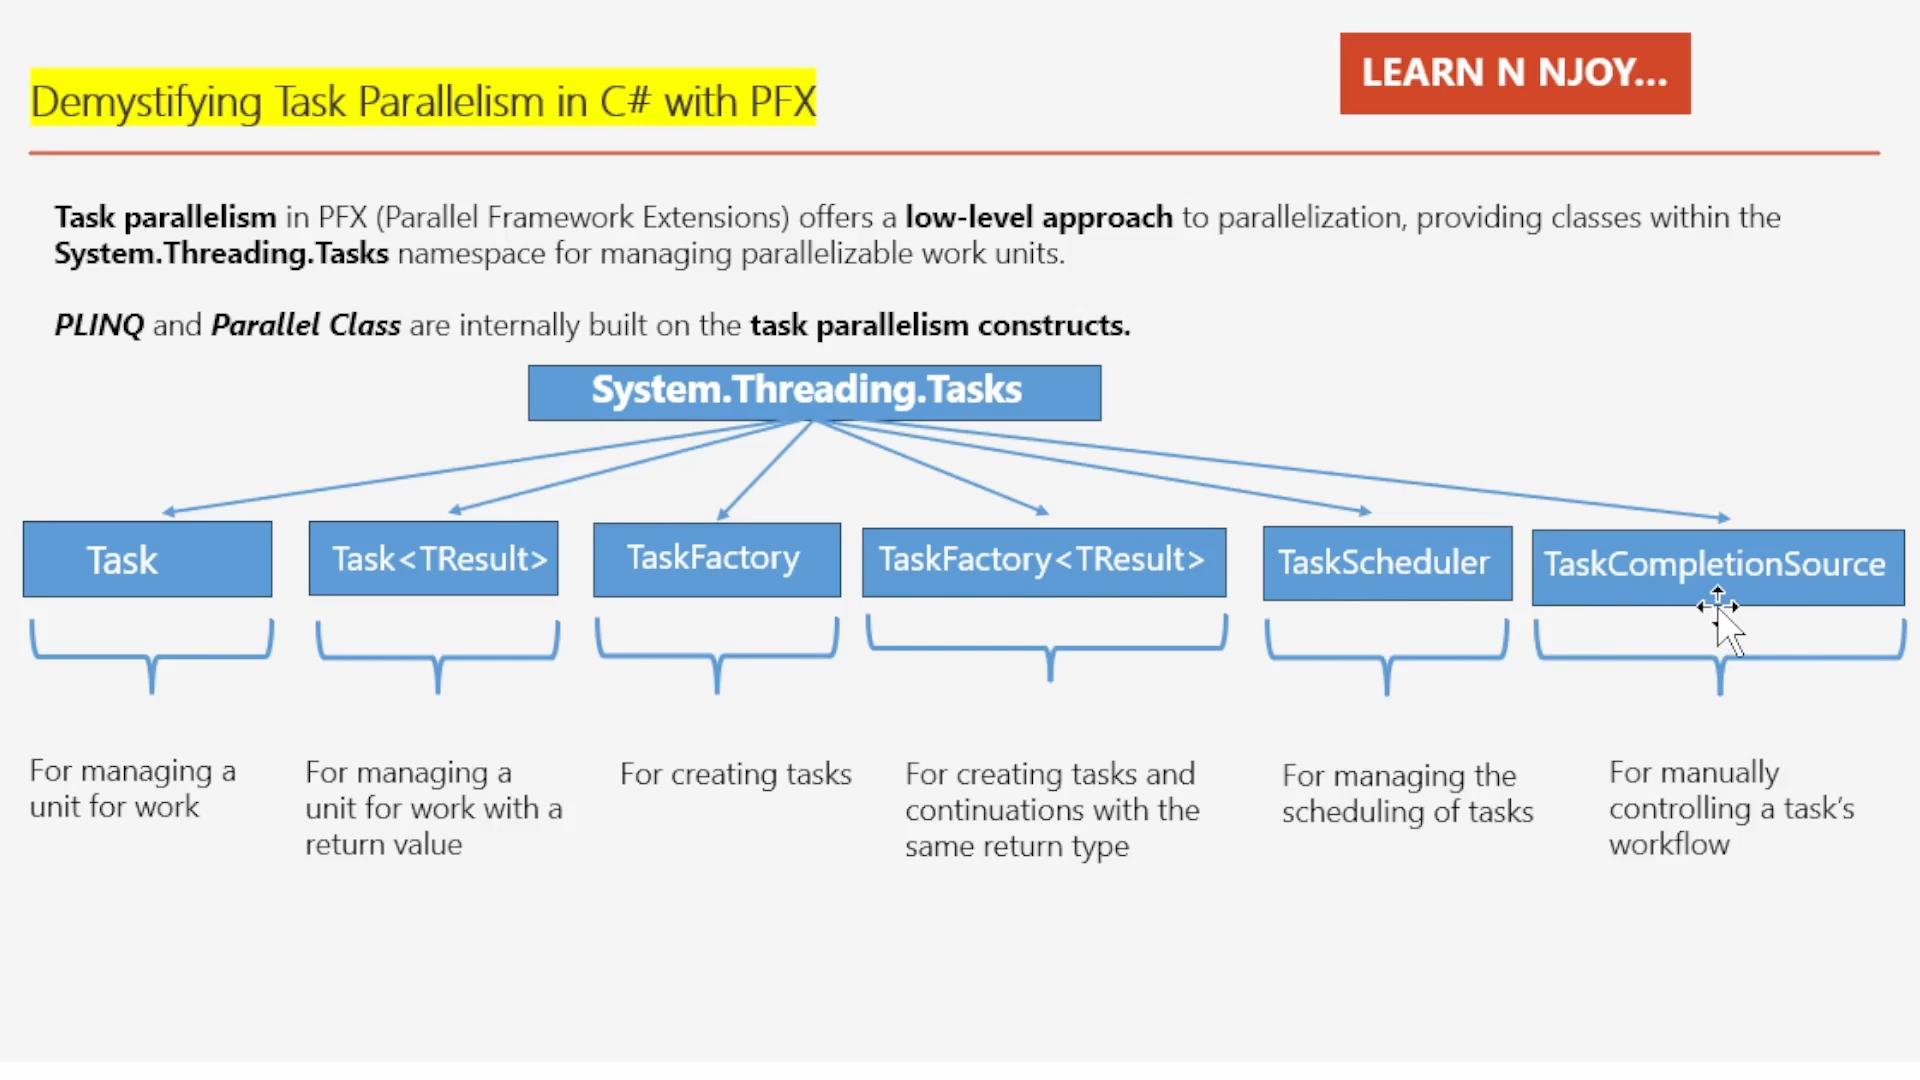 LEARN N NJOY...
Demystifying Task Parallelism in C# with PFX
Task parallelism in PFX (Parallel Framework Extensions) offers a low-level approach to parallelization, providing classes within the
System.Threading.Tasks namespace for managing parallelizable work units.
PLINQ and Parallel Class are internally built on the task parallelism constructs.
System.Threading.Tasks
Task
Task<TResult>
TaskFactory
TaskFactory<TResult>
TaskScheduler
TaskCompletionSource
For managing a
unit for work
For managing a
unit for work with a
return value
For creating tasks
For creating tasks and
continuations with the
same return type
For managing the
scheduling of tasks
For manually
controlling a task's
workflow